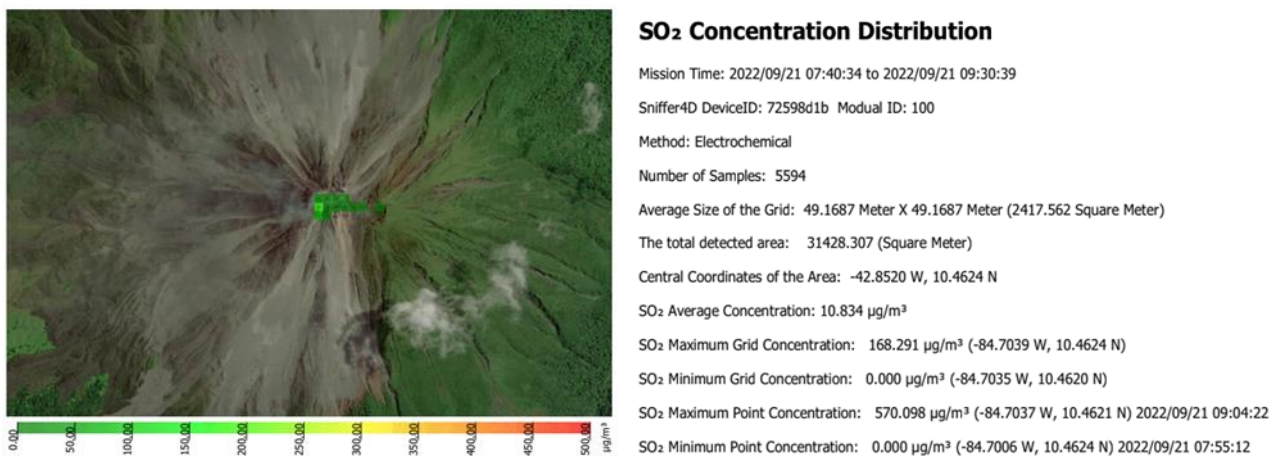 SO₂ Concentration Distribution
Mission Time: 2022/09/21 07:40:34 to 2022/09/21 09:30:39
Sniffer4D DeviceID: 72598d1b Modual ID: 100
Method: Electrochemical
Number of Samples: 5594
Average Size of the Grid: 49.1687 Meter X 49.1687 Meter (2417.562 Square Meter)
The total detected area: 31428.307 (Square Meter)
Central Coordinates of the Area: -42.8520 W, 10.4624 N
SO₂ Average Concentration: 10.834 µg/m³
SO₂ Maximum Grid Concentration: 168.291 µg/m³ (-84.7039 W, 10.4624 N)
SO₂ Minimum Grid Concentration: 0.000 µg/m³ (-84.7035 W, 10.4620 N)
SO₂ Maximum Point Concentration: 570.098 µg/m³ (-84.7037 W, 10.4621 N) 2022/09/21 09:04:22
SO₂ Minimum Point Concentration: 0.000 µg/m³ (-84.7006 W, 10.4624 N) 2022/09/21 07:55:12
0.00 50.00 100.00 150.00 200.00 250.00 300.00 350.00 400.00 450.00 500.00 µg/m³